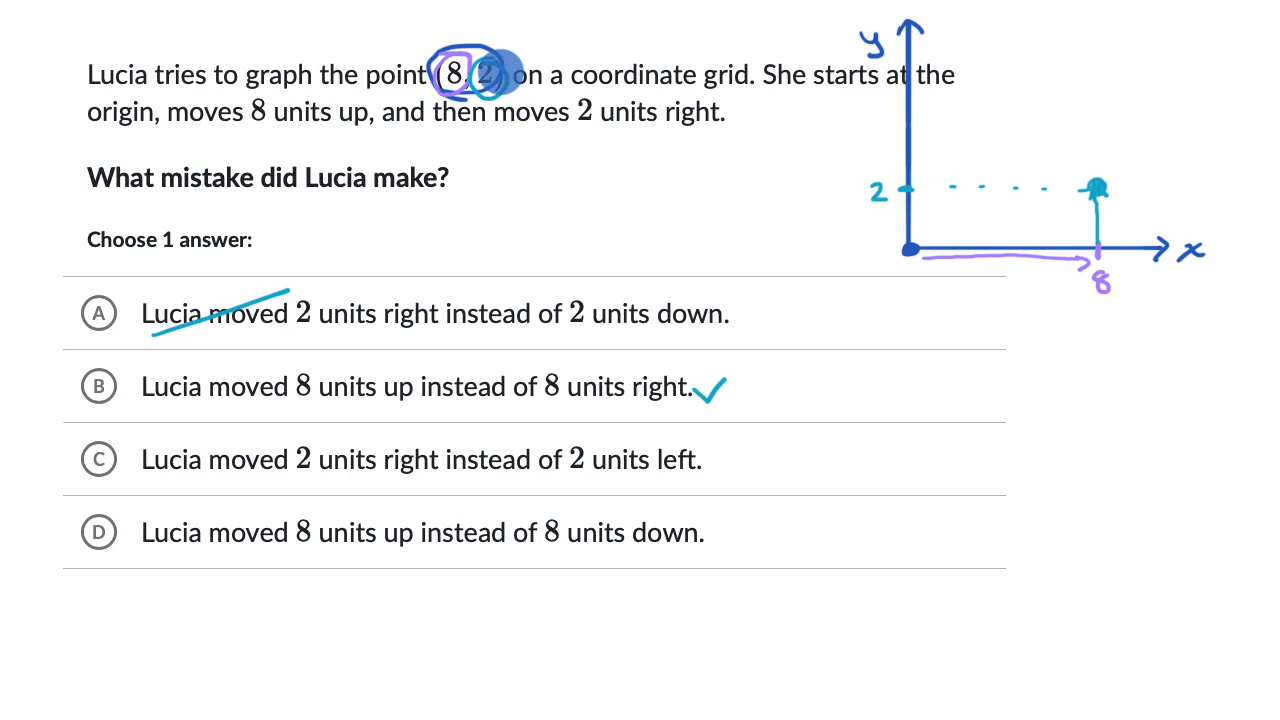 Lucia tries to graph the point (8, 2) on a coordinate grid. She starts at the
origin, moves 8 units up, and then moves 2 units right.
What mistake did Lucia make?
Choose 1 answer:
A Lucia moved 2 units right instead of 2 units down.
B Lucia moved 8 units up instead of 8 units right.
C Lucia moved 2 units right instead of 2 units left.
D Lucia moved 8 units up instead of 8 units down.
y
2
x
8